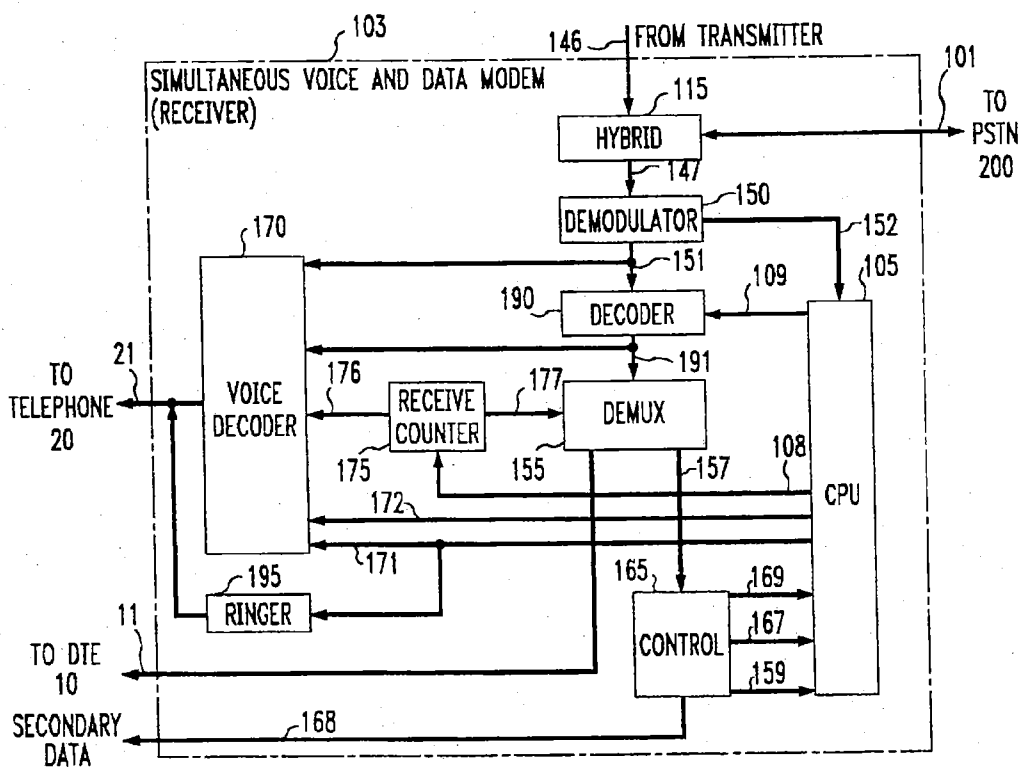 103
146
FROM TRANSMITTER
SIMULTANEOUS VOICE AND DATA MODEM
(RECEIVER)
101
115
TO
PSTN
200
HYBRID
147
150
DEMODULATOR
152
170
151
105
190
DECODER
109
191
21
TO
TELEPHONE
20
VOICE
DECODER
176
RECEIVE
COUNTER
177
DEMUX
175
155
157
108
CPU
172
171
195
RINGER
165
169
CONTROL
167
159
11
TO DTE
10
168
SECONDARY
DATA